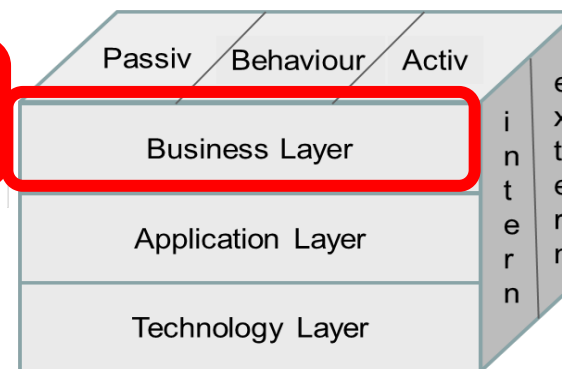 Passiv Behaviour Activ
Business Layer
Application Layer
Technology Layer
intern
extern